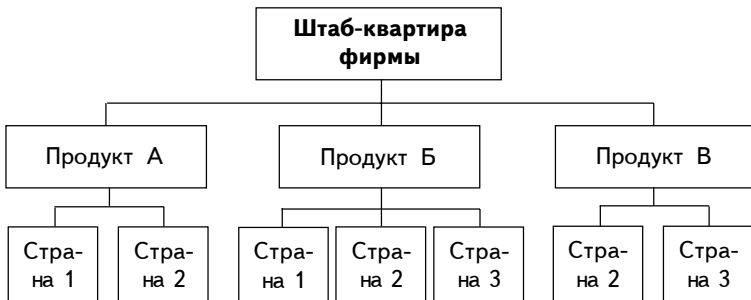 Штаб-квартира
фирмы
Продукт А
Продукт Б
Продукт В
Стра-
на 1
Стра-
на 2
Стра-
на 1
Стра-
на 2
Стра-
на 3
Стра-
на 2
Стра-
на 3